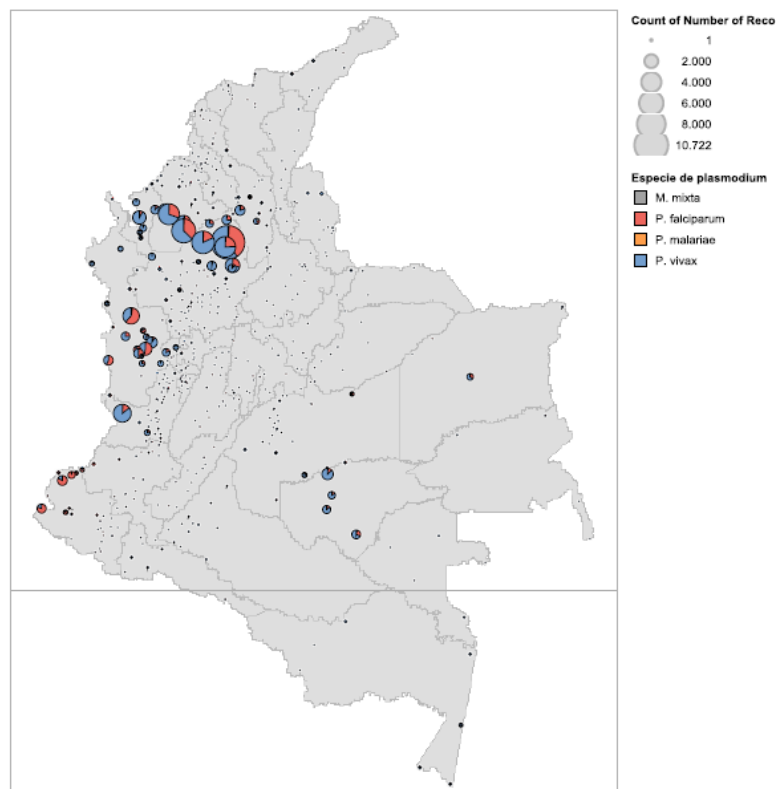 Count of Number of Reco
1
2.000
4.000
6.000
8.000
10.722
Especie de plasmodium
M. mixta
P. falciparum
P. malariae
P. vivax